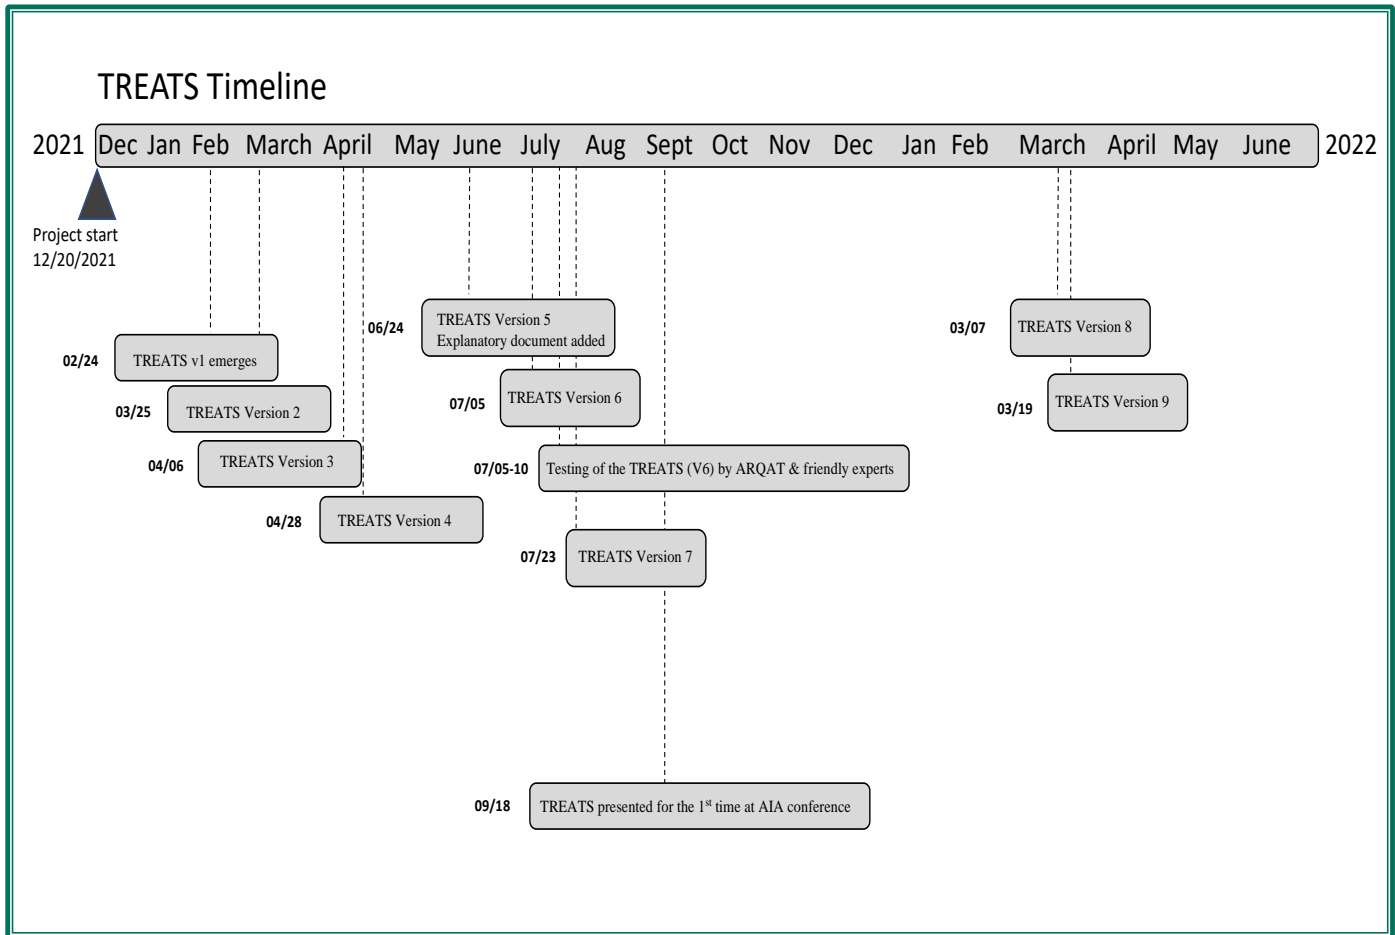 TREATS Timeline
2021 Dec Jan Feb March April May June July Aug Sept Oct Nov Dec Jan Feb March April May June 2022
Project start
12/20/2021
06/24
TREATS Version 5
Explanatory document added
03/07
TREATS Version 8
02/24
TREATS v1 emerges
07/05
TREATS Version 6
03/19
TREATS Version 9
03/25
TREATS Version 2
04/06
TREATS Version 3
07/05-10
Testing of the TREATS (V6) by ARQAT & friendly experts
04/28
TREATS Version 4
07/23
TREATS Version 7
09/18
TREATS presented for the 1st time at AIA conference